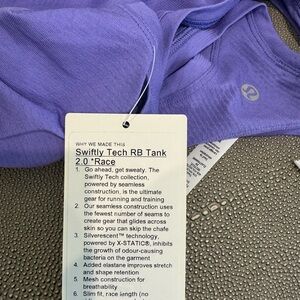 WHY WE MADE THIS
Swiftly Tech RB Tank
2.0 *Race
1. Go ahead, get sweaty. The
Swiftly Tech collection,
powered by seamless
construction, is the ultimate
gear for running and training
2. Our seamless construction uses
the fewest number of seams to
create gear that glides across
skin so you can skip the chafe
3. Silverescent™ technology,
powered by X-STATIC®, inhibits
the growth of odour-causing
bacteria on the garment
4. Added elastane improves stretch
and shape retention
5. Mesh construction for
breathability
6. Slim fit, race length (no